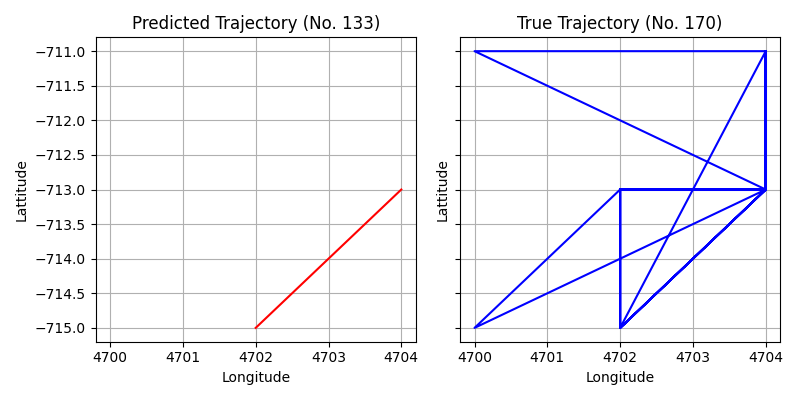 Predicted Trajectory (No. 133)
True Trajectory (No. 170)
−711.0
−711.5
−712.0
−712.5
−713.0
−713.5
−714.0
−714.5
−715.0
Lattitude
Lattitude
4700 4701 4702 4703 4704
4700 4701 4702 4703 4704
Longitude
Longitude